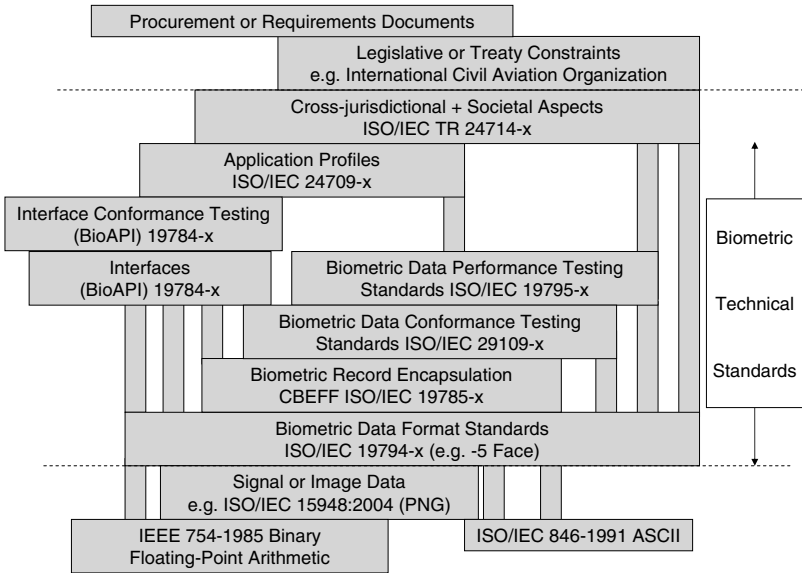 Procurement or Requirements Documents
Legislative or Treaty Constraints
e.g. International Civil Aviation Organization
Cross-jurisdictional + Societal Aspects
ISO/IEC TR 24714-x
Application Profiles
ISO/IEC 24709-x
Interface Conformance Testing
(BioAPI) 19784-x
Interfaces
(BioAPI) 19784-x
Biometric Data Performance Testing
Standards ISO/IEC 19795-x
Biometric Data Conformance Testing
Standards ISO/IEC 29109-x
Biometric Record Encapsulation
CBEFF ISO/IEC 19785-x
Biometric Data Format Standards
ISO/IEC 19794-x (e.g. -5 Face)
Signal or Image Data
e.g. ISO/IEC 15948:2004 (PNG)
IEEE 754-1985 Binary
Floating-Point Arithmetic
ISO/IEC 846-1991 ASCII
Biometric
Technical
Standards